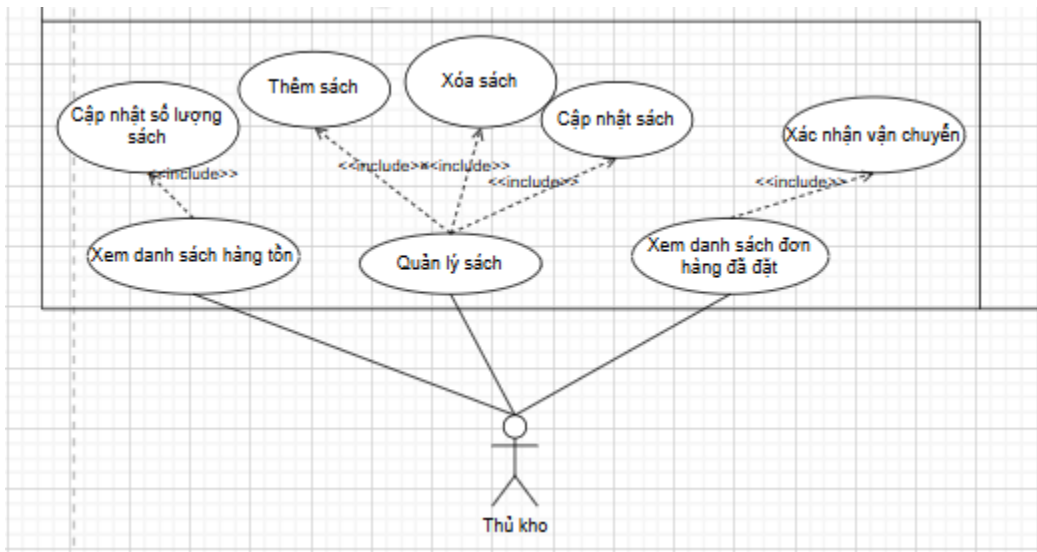 Thêm sách
Xóa sách
Cập nhật số lượng
sách
Cập nhật sách
Xác nhận vận chuyển
<<include>>
<<include>>
<<include>>
<<include>>
<<include>>
Xem danh sách hàng tồn
Quản lý sách
Xem danh sách đơn
hàng đã đặt
Thủ kho